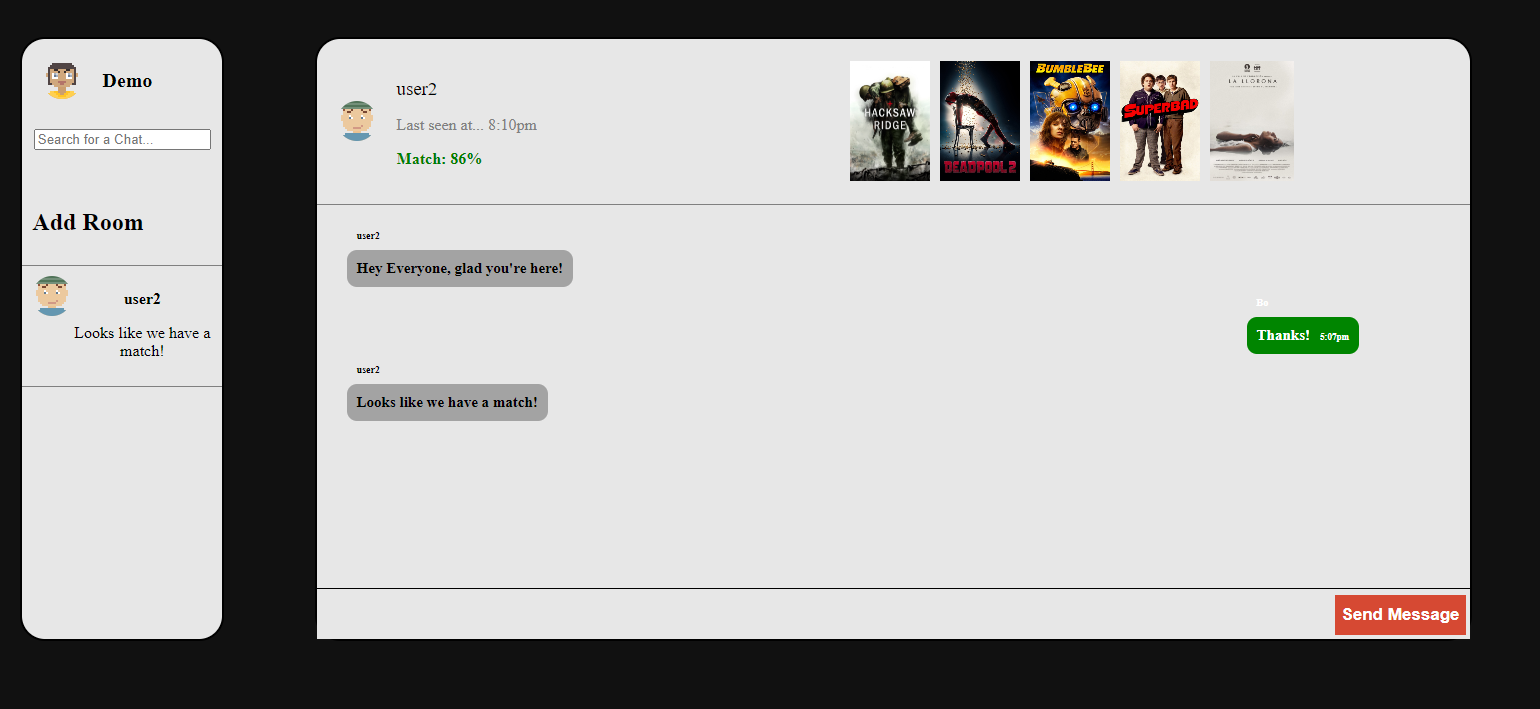 Demo
Search for a Chat...
Add Room
user2
Looks like we have a
match!
user2
Last seen at... 8:10pm
Match: 86%
HACKSAW
RIDGE
DEADPOOL 2
BUMBLEBEE
SUPERBAD
LA LLORONA
user2
Hey Everyone, glad you're here!
Bo
Thanks! 5:07pm
user2
Looks like we have a match!
Send Message